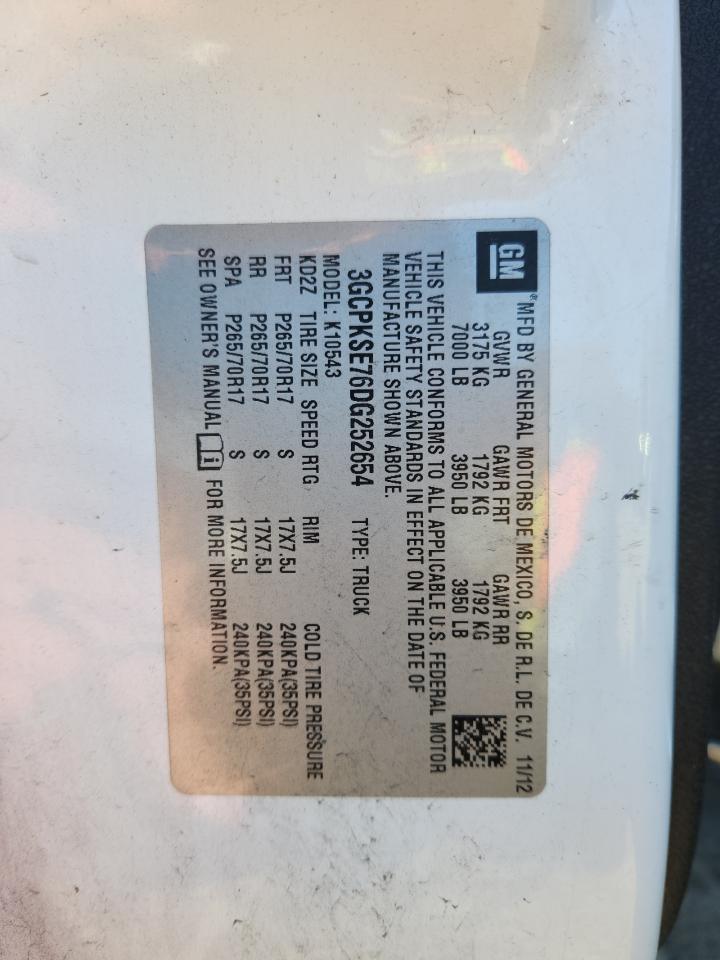 GM
® MFD BY GENERAL MOTORS DE MEXICO, S. DE R.L. DE C.V. 11/12
GVWR GAWR FRT GAWR RR
3175 KG 1792 KG 1792 KG
7000 LB 3950 LB 3950 LB
THIS VEHICLE CONFORMS TO ALL APPLICABLE U.S. FEDERAL MOTOR
VEHICLE SAFETY STANDARDS IN EFFECT ON THE DATE OF
MANUFACTURE SHOWN ABOVE.
3GCPKSE76DG252654 TYPE: TRUCK
MODEL: K10543
KD2Z TIRE SIZE SPEED RTG RIM COLD TIRE PRESSURE
FRT P265/70R17 S 17X7.5J 240KPA(35PSI)
RR P265/70R17 S 17X7.5J 240KPA(35PSI)
SPA P265/70R17 S 17X7.5J 240KPA(35PSI)
SEE OWNER'S MANUAL i FOR MORE INFORMATION.